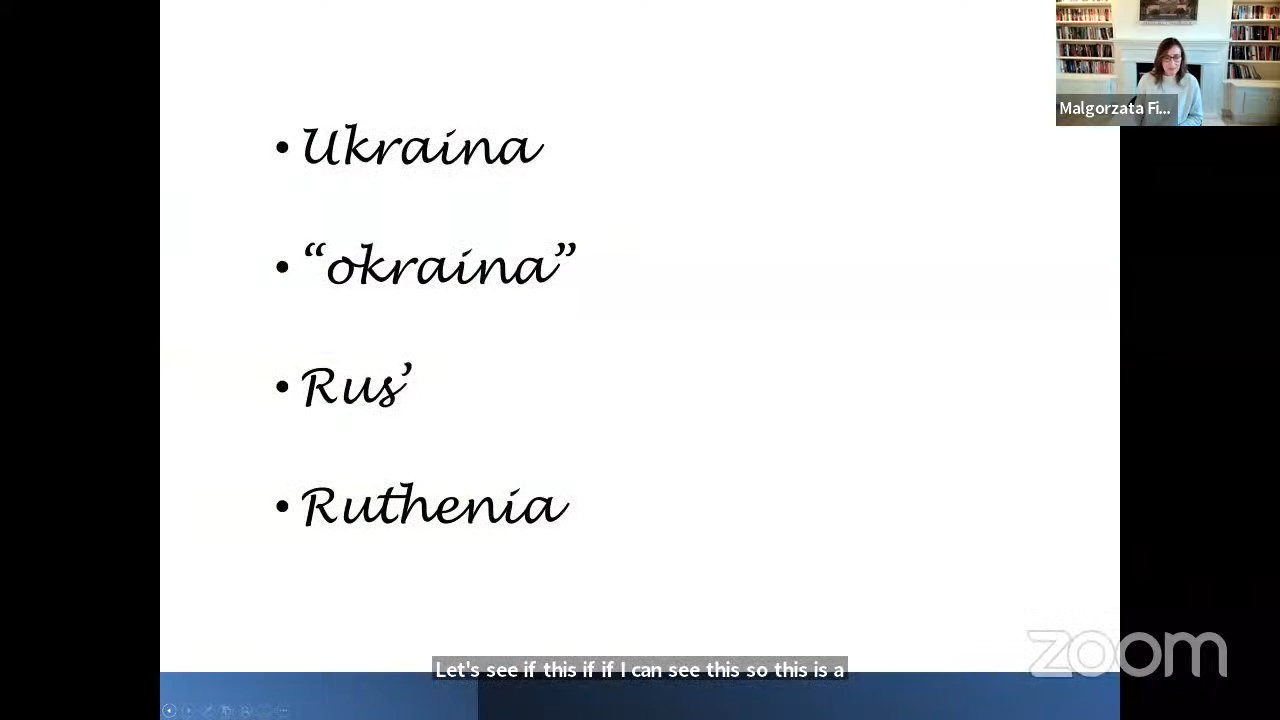 • Ukraina
• “okraina”
• Rus’
• Ruthenia
Malgorzata Fi...
Let's see if this if if I can see this so this is a
zoom